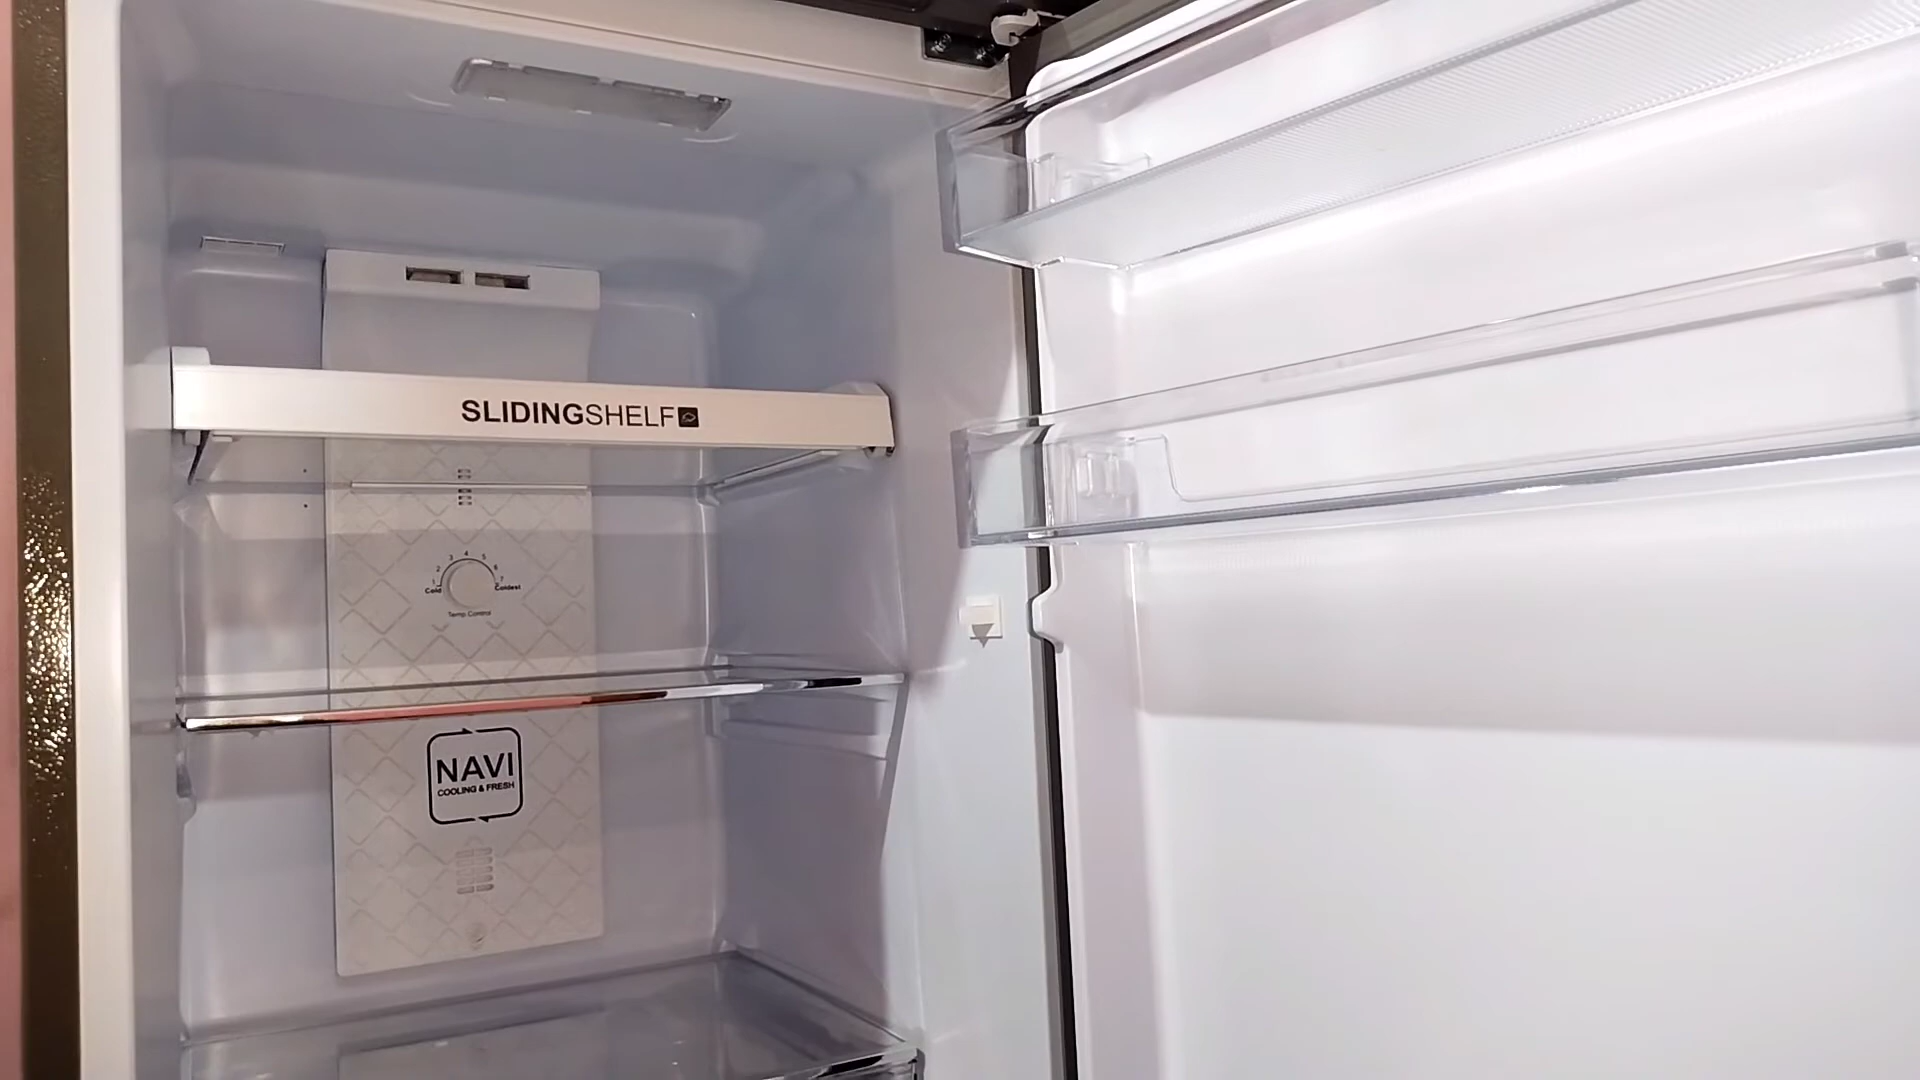 SLIDINGSHELF
1 2 3 4 5 6 7
Cold Coldest
Temp Control
NAVI
COOLING & FRESH